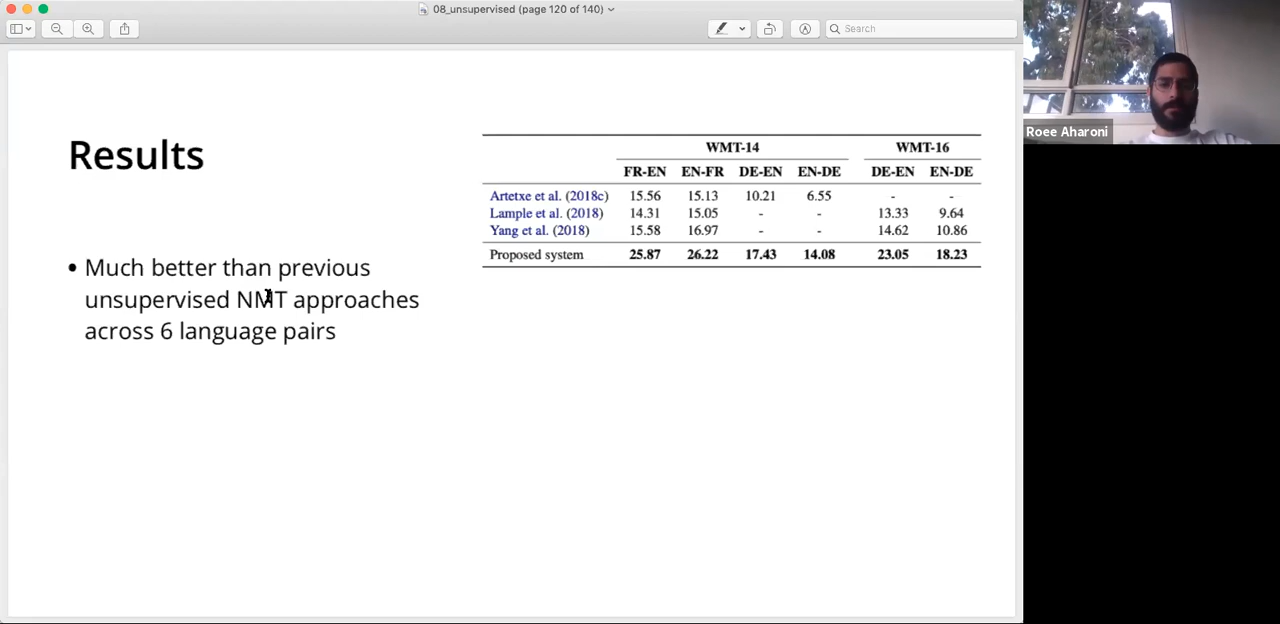 08_unsupervised (page 120 of 140)
Search
Roee Aharoni
Results
• Much better than previous
unsupervised NMT approaches
across 6 language pairs
WMT-14 WMT-16
FR-EN EN-FR DE-EN EN-DE DE-EN EN-DE
Artetxe et al. (2018c) 15.56 15.13 10.21 6.55 - -
Lample et al. (2018) 14.31 15.05 - - 13.33 9.64
Yang et al. (2018) 15.58 16.97 - - 14.62 10.86
Proposed system 25.87 26.22 17.43 14.08 23.05 18.23